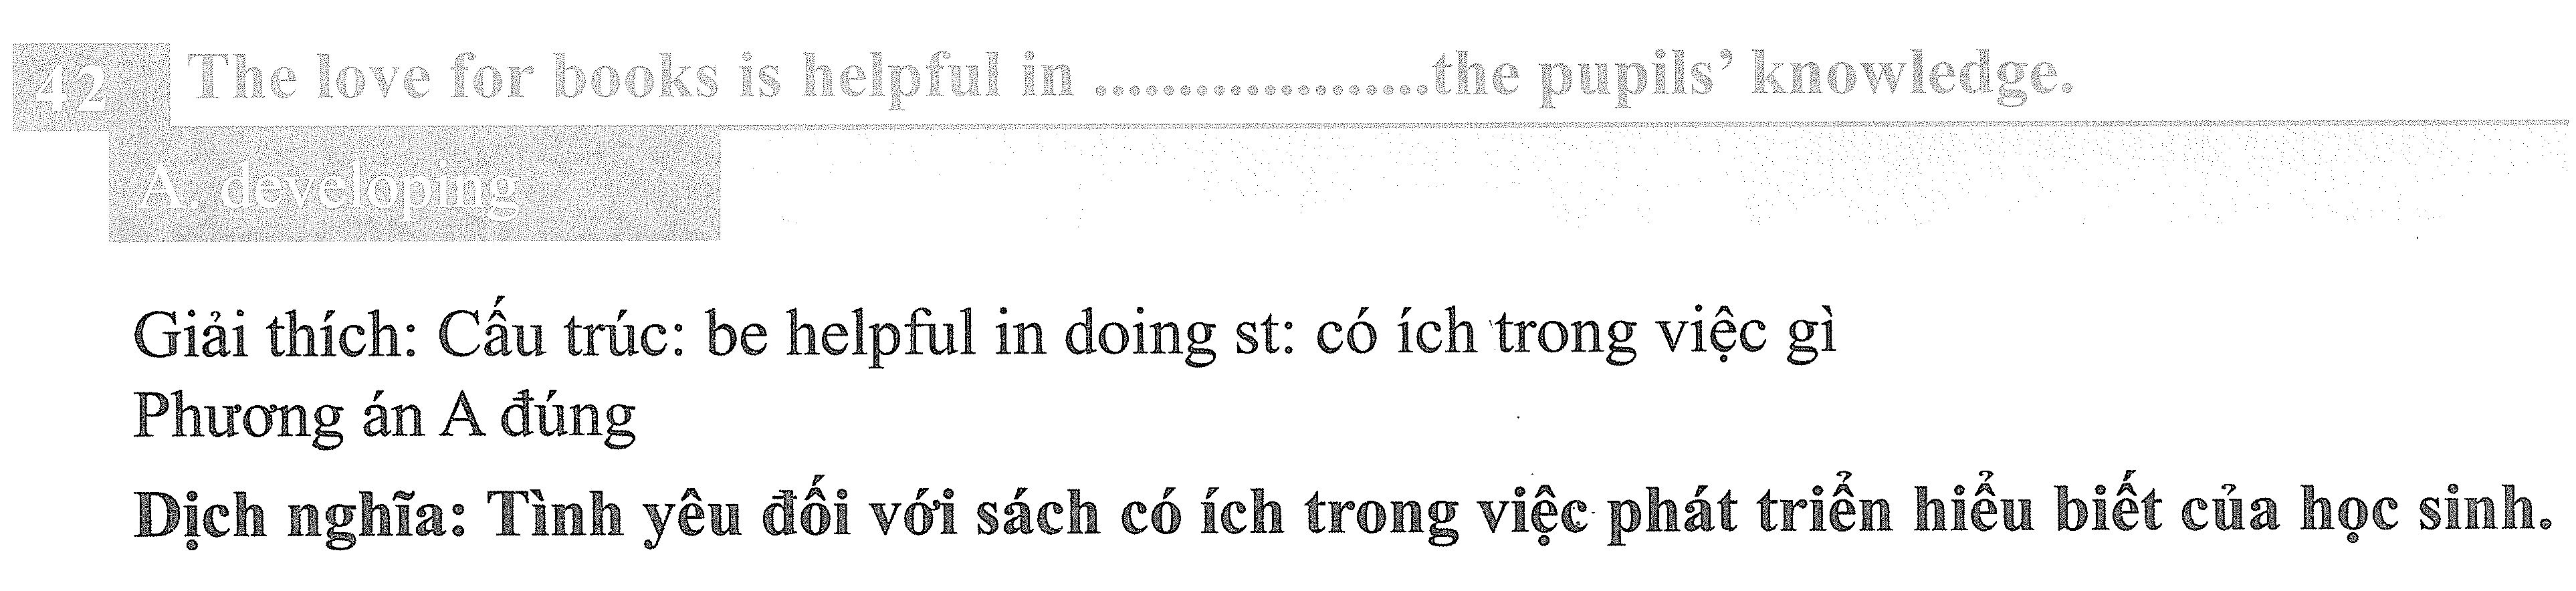 42 The love for books is helpful in ....................the pupils' knowledge.
A. developing
Giải thích: Cấu trúc: be helpful in doing st: có ích trong việc gì
Phương án A đúng
Dịch nghĩa: Tình yêu đối với sách có ích trong việc phát triển hiểu biết của học sinh.